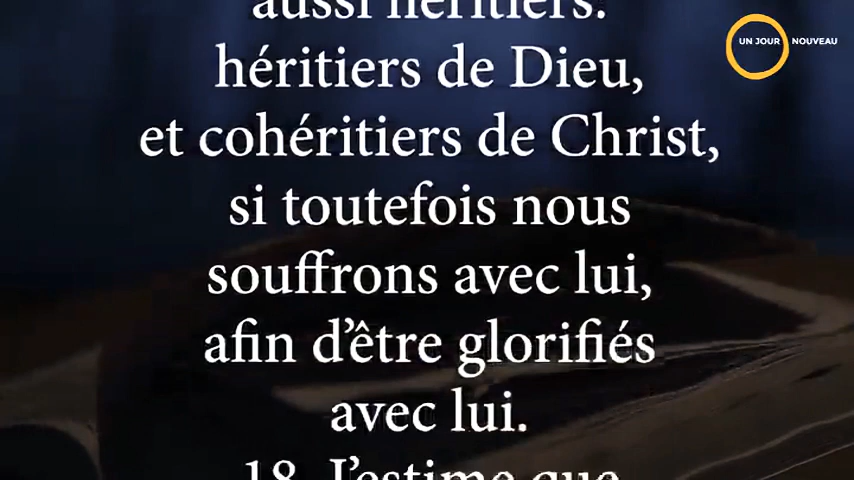 aussi héritiers:
héritiers de Dieu,
et cohéritiers de Christ,
si toutefois nous
souffrons avec lui,
afin d'être glorifiés
avec lui.
18 J'estime que
UN JOUR NOUVEAU